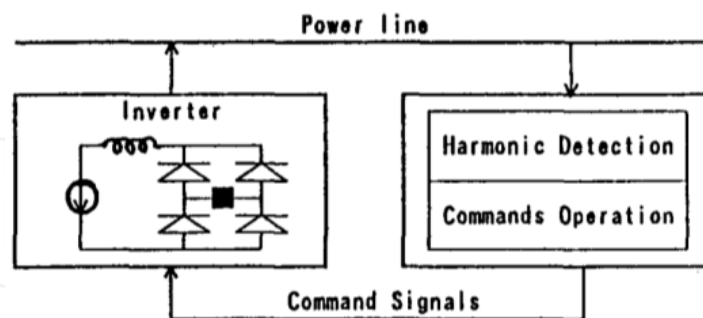 Power line
Inverter
Harmonic Detection
Commands Operation
Command Signals